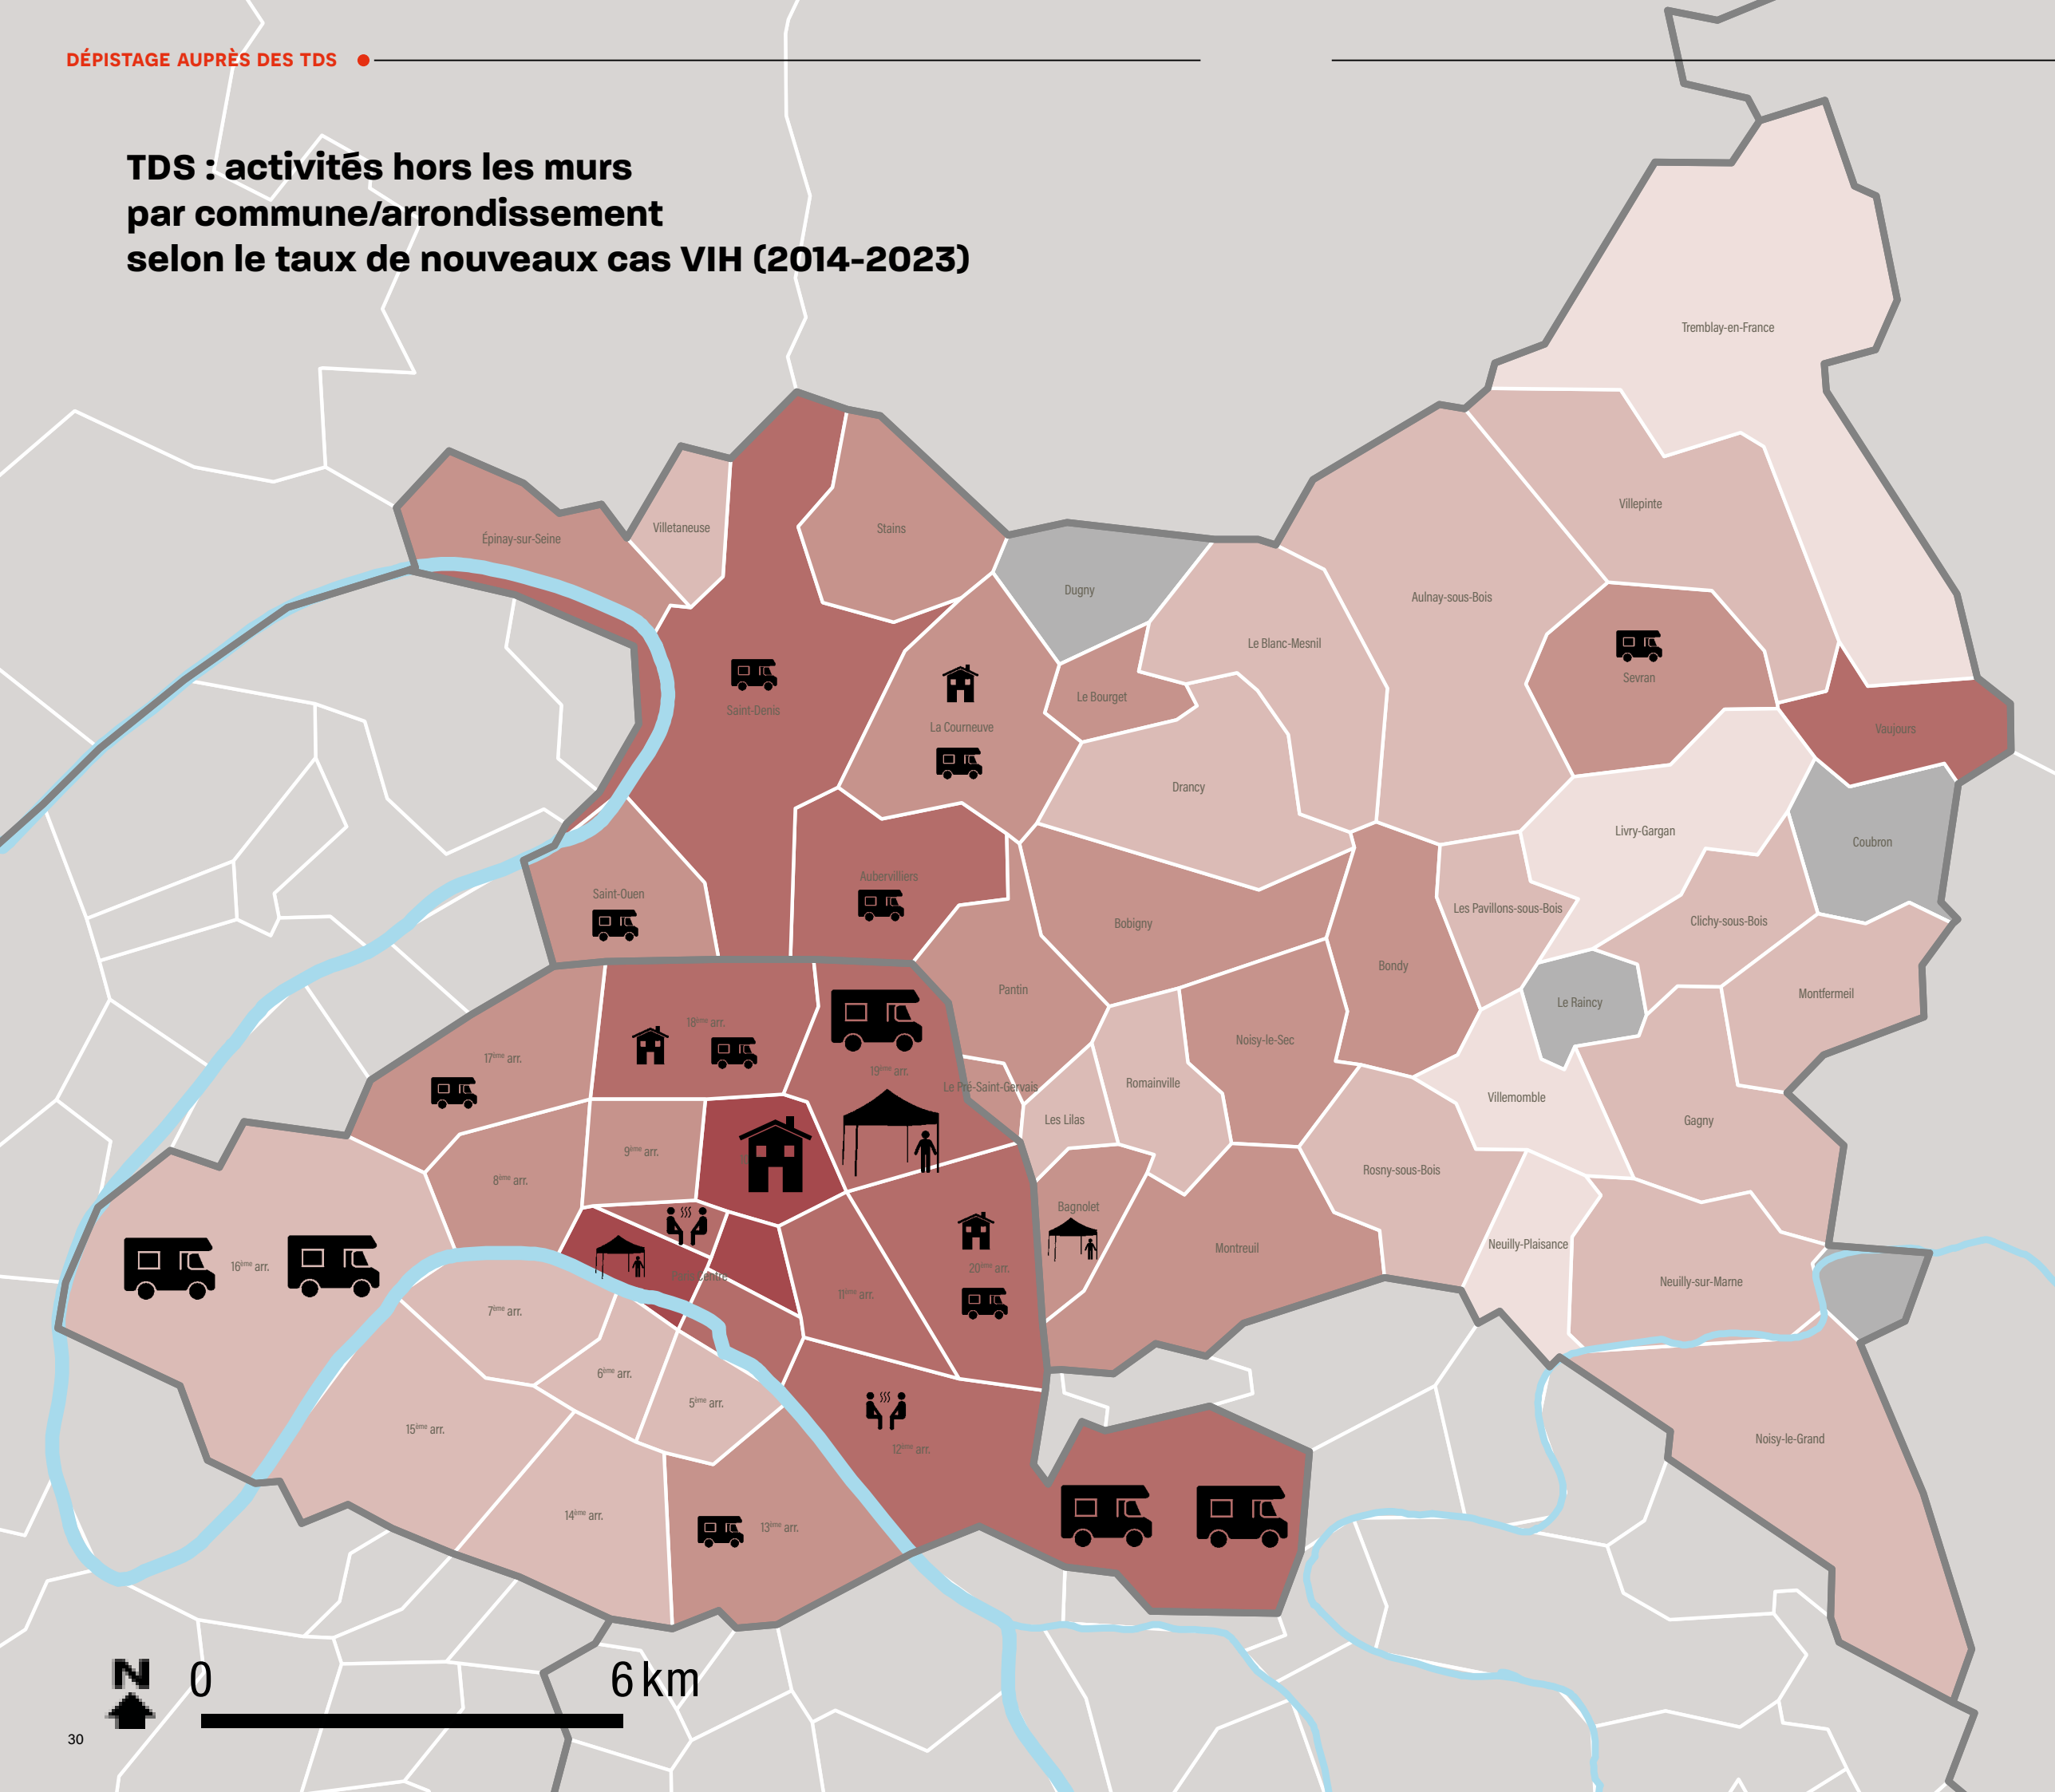 DÉPISTAGE AUPRÈS DES TDS
TDS : activités hors les murs
par commune/arrondissement
selon le taux de nouveaux cas VIH (2014-2023)
Tremblay-en-France
Villepinte
Villetaneuse
Stains
Épinay-sur-Seine
Dugny
Aulnay-sous-Bois
Le Blanc-Mesnil
Sevran
Le Bourget
Saint-Denis
La Courneuve
Vaujours
Drancy
Livry-Gargan
Coubron
Aubervilliers
Saint-Ouen
Les Pavillons-sous-Bois
Clichy-sous-Bois
Bobigny
Bondy
Pantin
Montfermeil
Le Raincy
18ème arr.
Noisy-le-Sec
17ème arr.
19ème arr.
Le Pré-Saint-Gervais
Romainville
Villemomble
Les Lilas
Gagny
9ème arr.
Rosny-sous-Bois
8ème arr.
Bagnolet
Neuilly-Plaisance
Montreuil
16ème arr.
20ème arr.
Centre
Neuilly-sur-Marne
11ème arr.
7ème arr.
6ème arr.
5ème arr.
15ème arr.
Noisy-le-Grand
12ème arr.
14ème arr.
13ème arr.
N
0
6 km
30